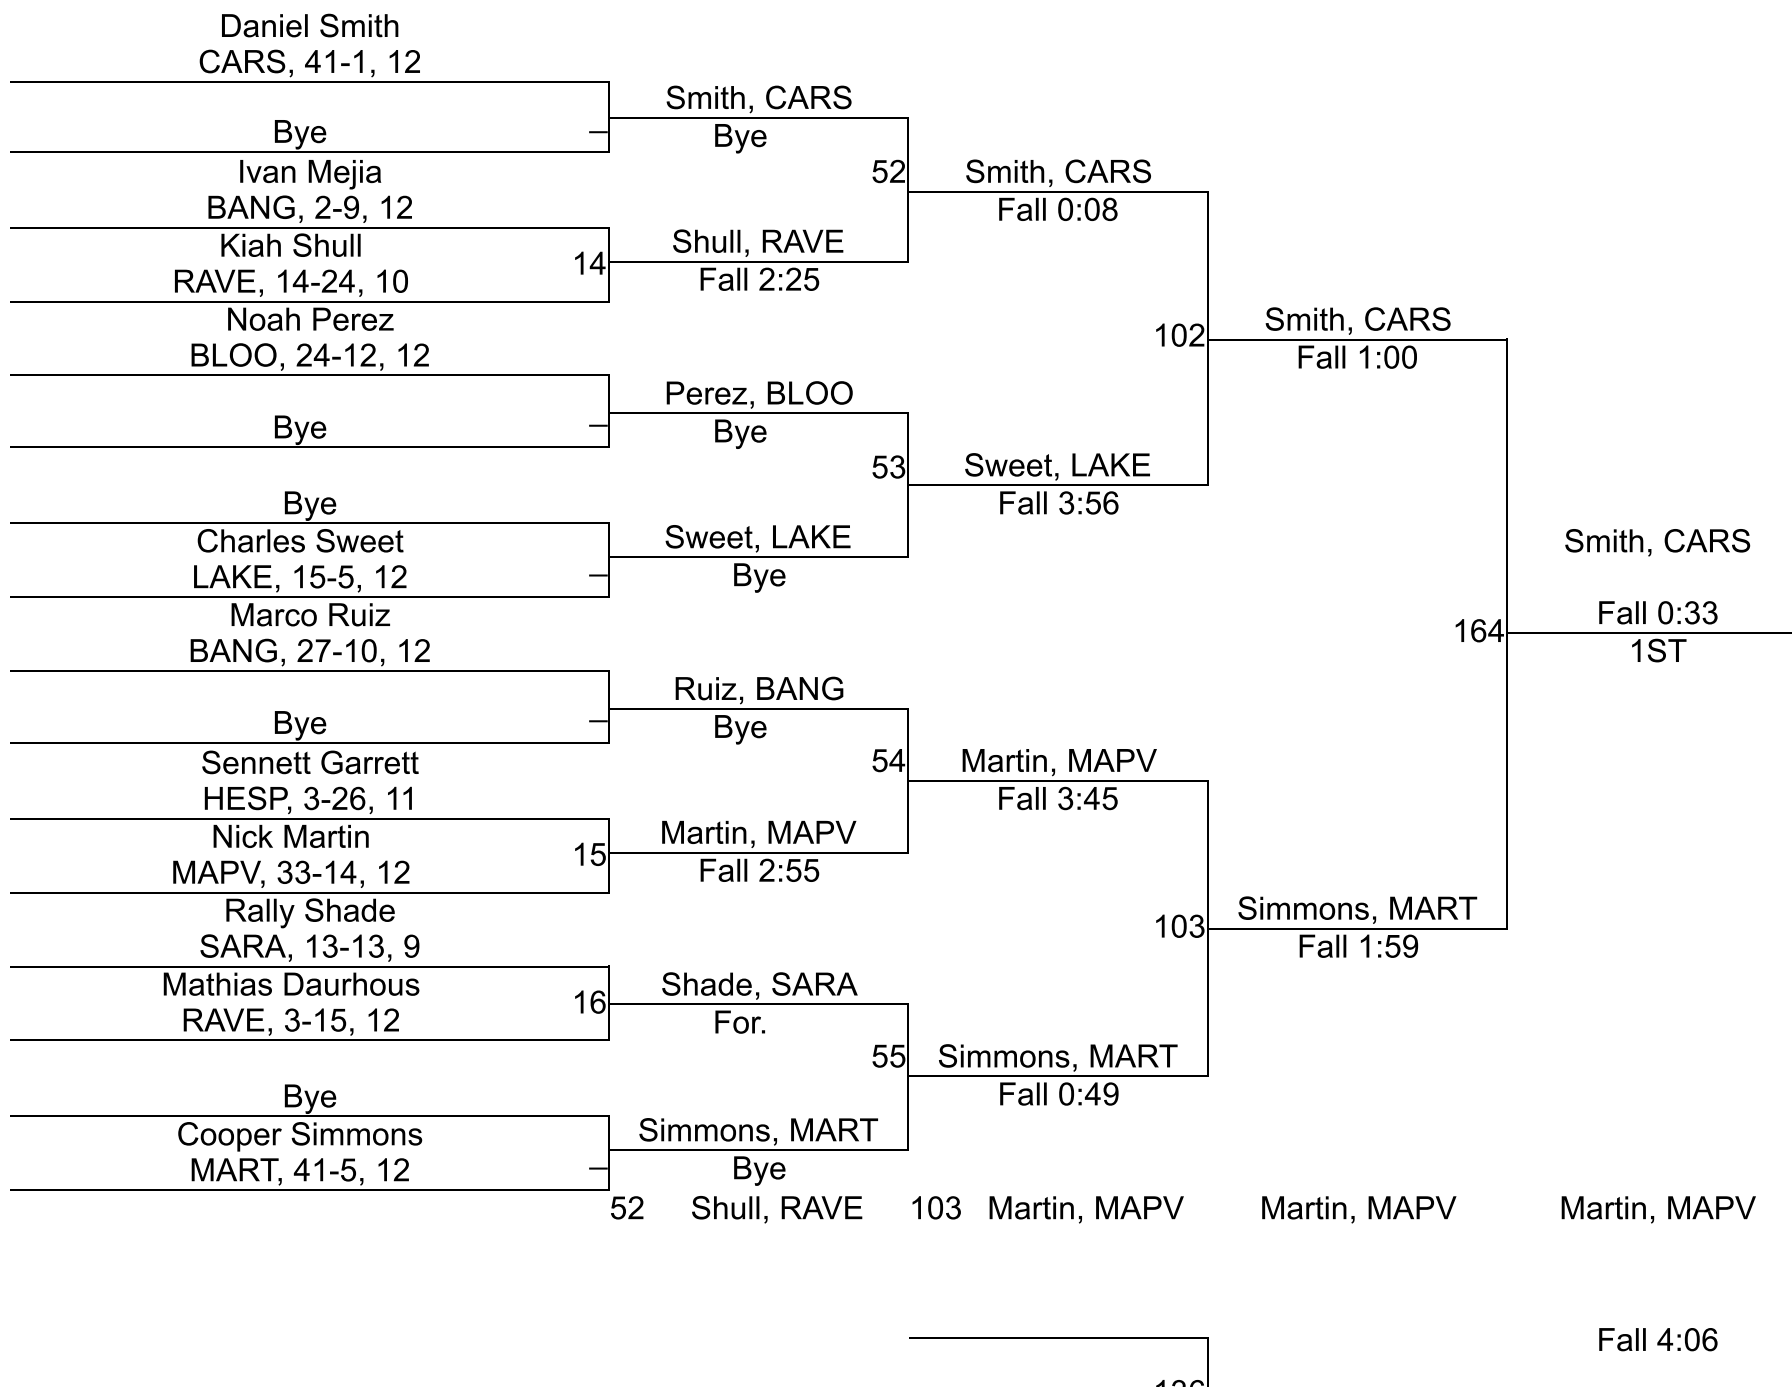 Daniel Smith
CARS, 41-1, 12
Smith, CARS
Bye
Bye
Ivan Mejia
52
Smith, CARS
BANG, 2-9, 12
Fall 0:08
Kiah Shull
Shull, RAVE
14
RAVE, 14-24, 10
Fall 2:25
Noah Perez
Smith, CARS
102
BLOO, 24-12, 12
Fall 1:00
Perez, BLOO
Bye
Bye
53
Sweet, LAKE
Bye
Fall 3:56
Charles Sweet
Sweet, LAKE
Smith, CARS
LAKE, 15-5, 12
Bye
Marco Ruiz
Fall 0:33
164
BANG, 27-10, 12
1ST
Ruiz, BANG
Bye
Bye
Sennett Garrett
54
Martin, MAPV
HESP, 3-26, 11
Fall 3:45
Nick Martin
Martin, MAPV
15
MAPV, 33-14, 12
Fall 2:55
Rally Shade
Simmons, MART
103
SARA, 13-13, 9
Fall 1:59
Mathias Daurhous
Shade, SARA
16
RAVE, 3-15, 12
For.
55
Simmons, MART
Bye
Fall 0:49
Cooper Simmons
Simmons, MART
MART, 41-5, 12
Bye
52 Shull, RAVE 103 Martin, MAPV Martin, MAPV Martin, MAPV
Fall 4:06